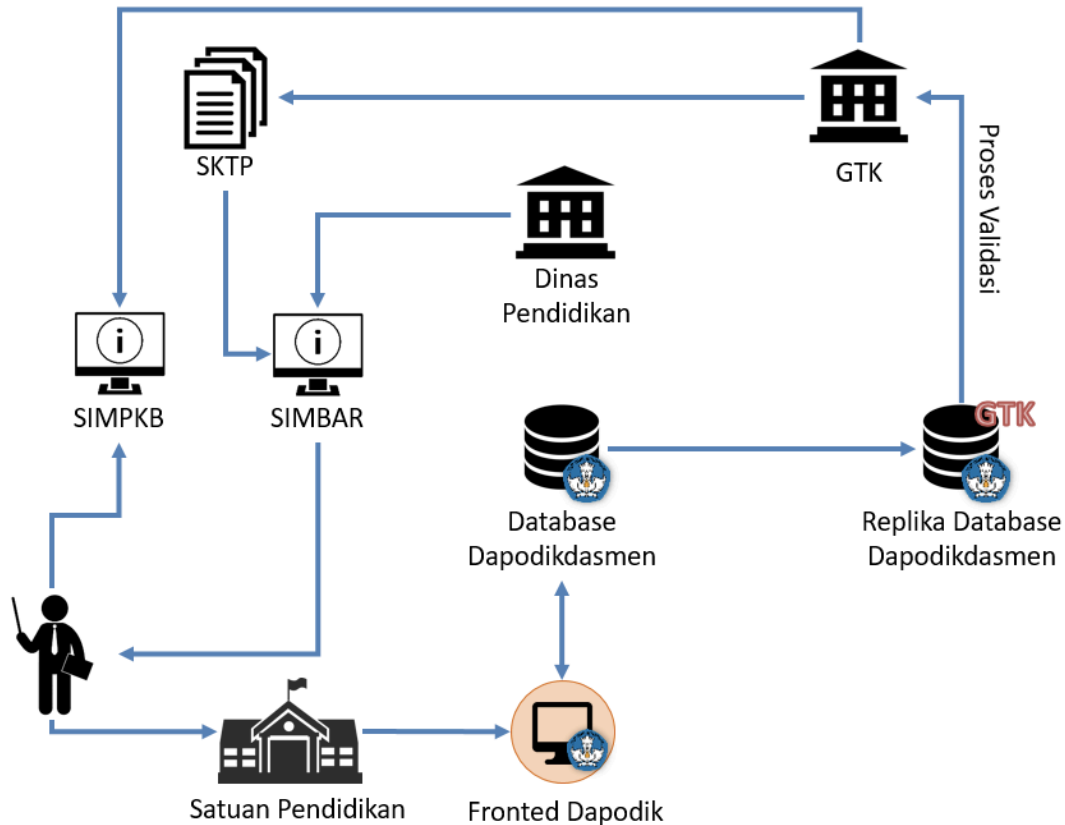 SKTP
GTK
Proses Validasi
Dinas
Pendidikan
i
SIMPKB
i
SIMBAR
GTK
Database
Dapodikdasmen
Replika Database
Dapodikdasmen
Satuan Pendidikan
Fronted Dapodik